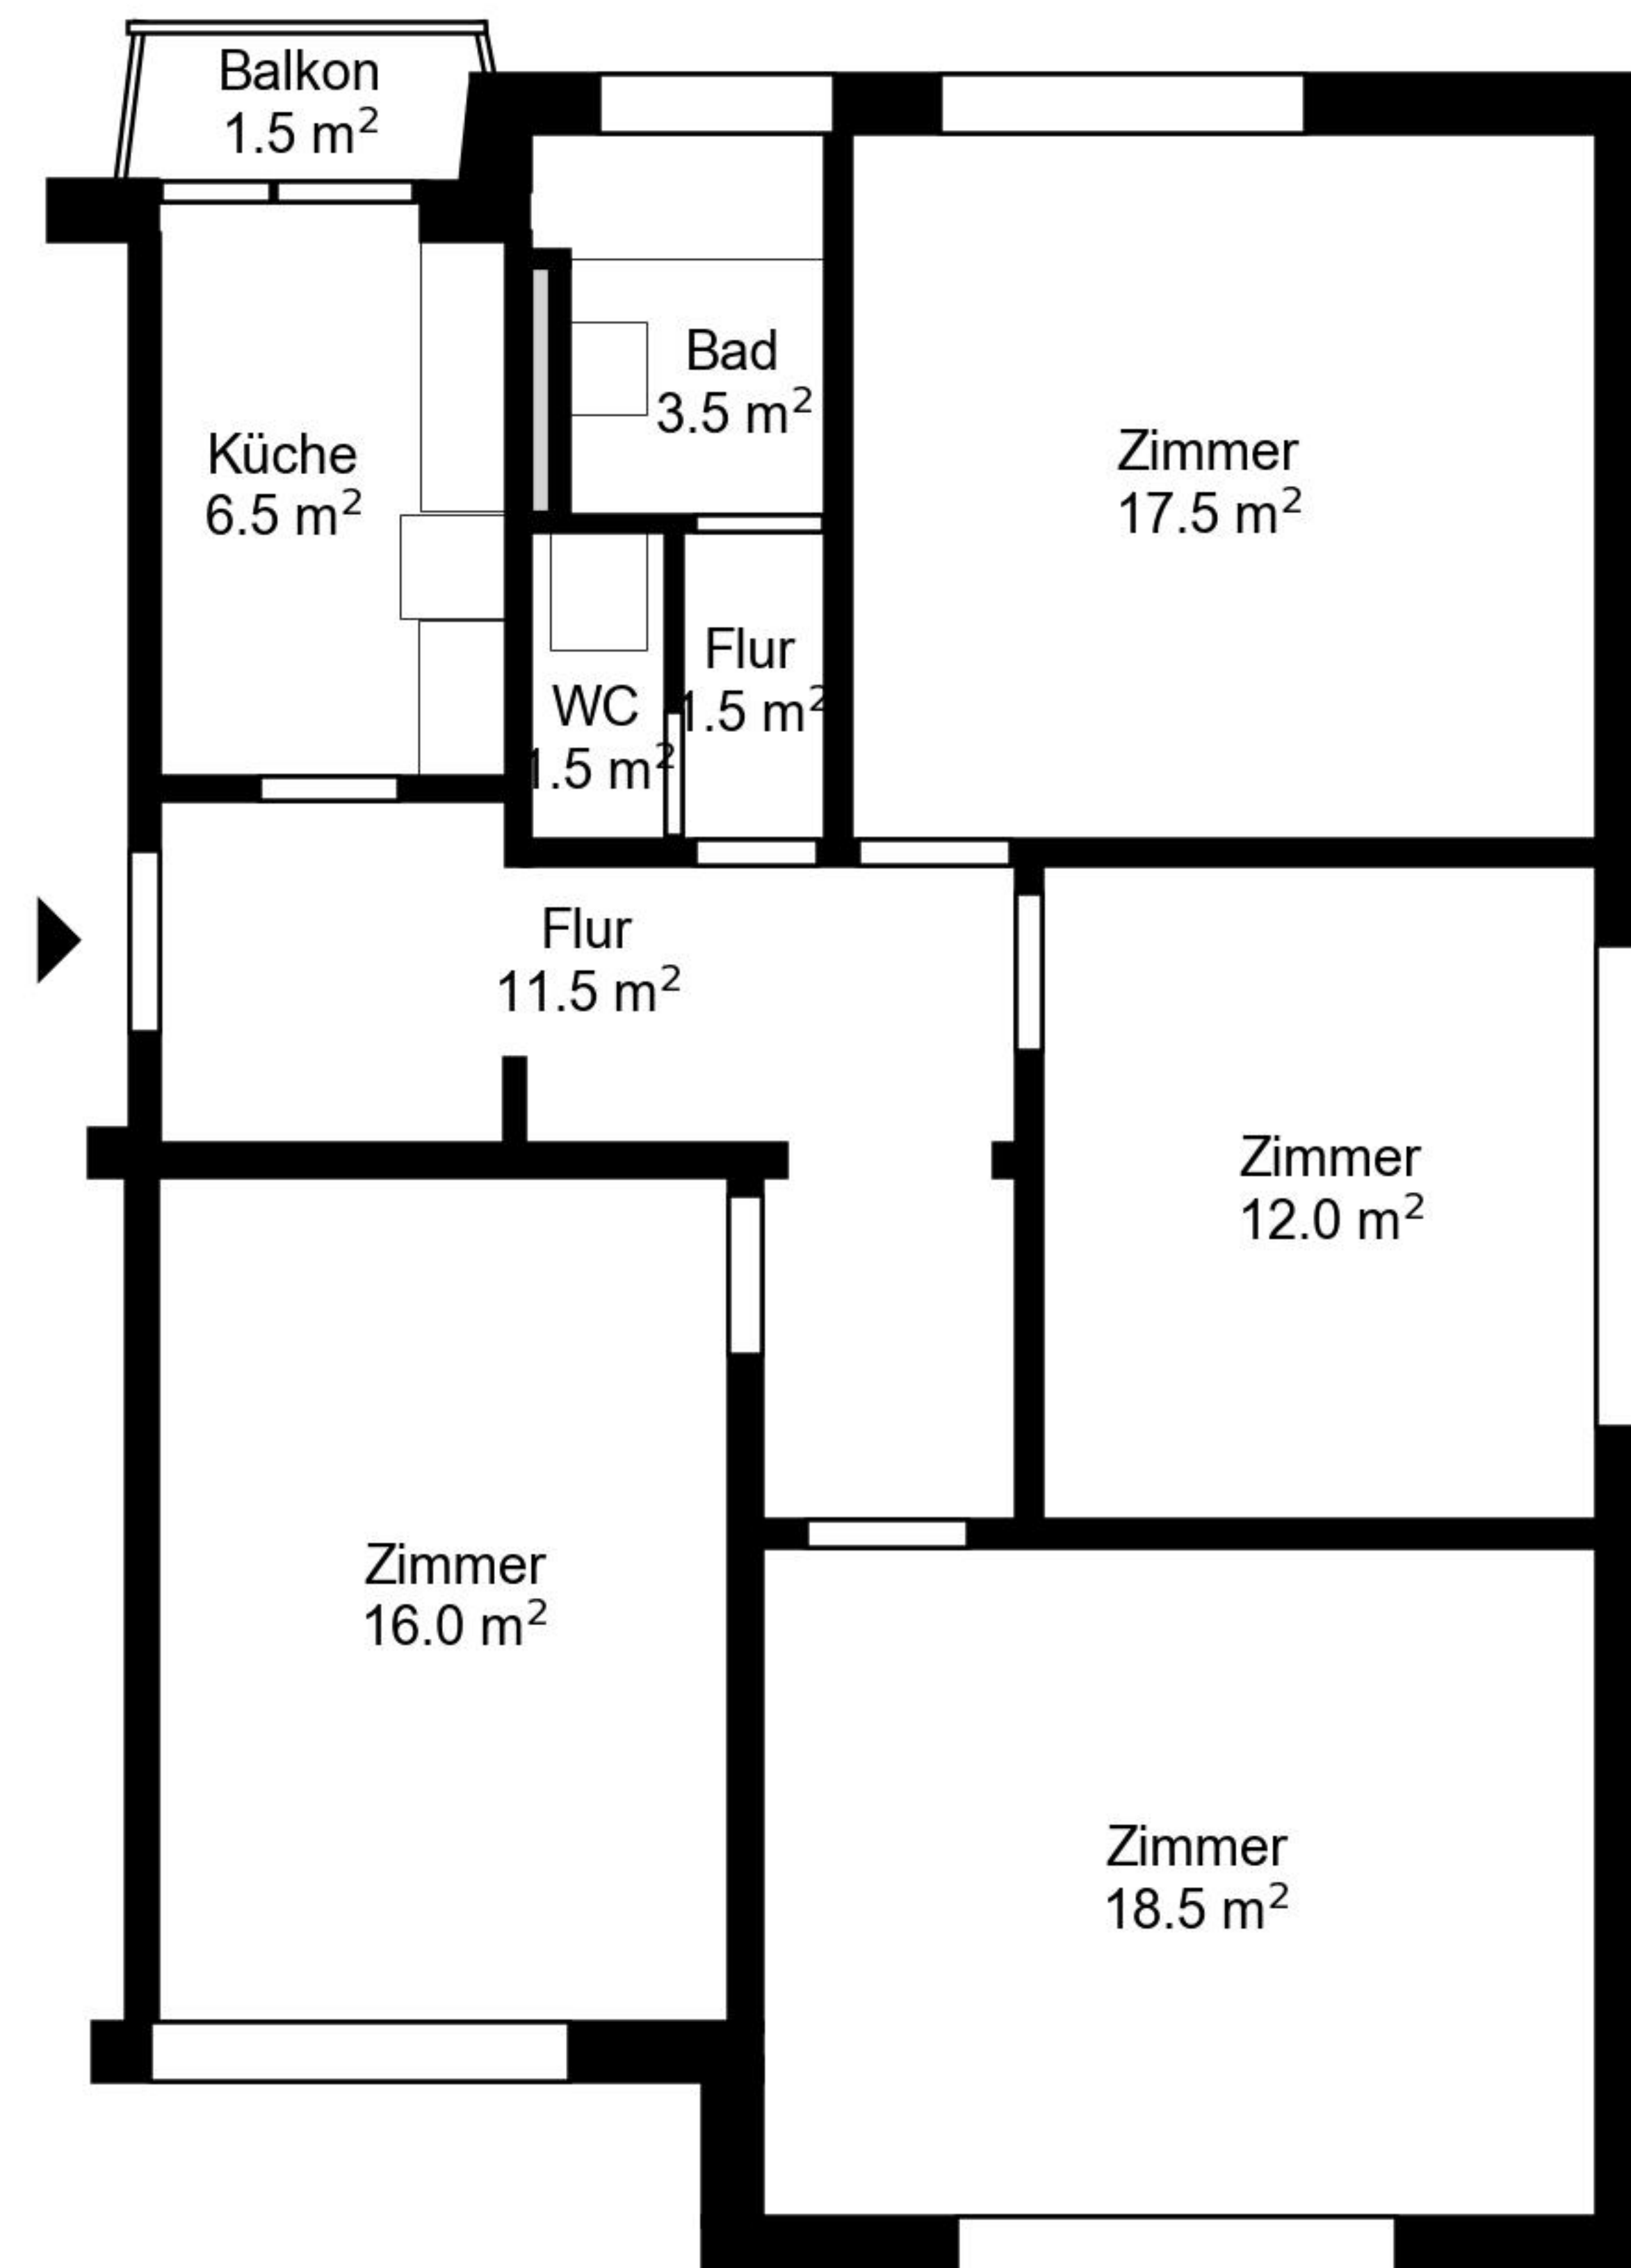 Balkon
1.5 m²
Bad
3.5 m²
Küche
6.5 m²
Zimmer
17.5 m²
Flur
1.5 m²
WC
1.5 m²
Flur
11.5 m²
Zimmer
12.0 m²
Zimmer
16.0 m²
Zimmer
18.5 m²